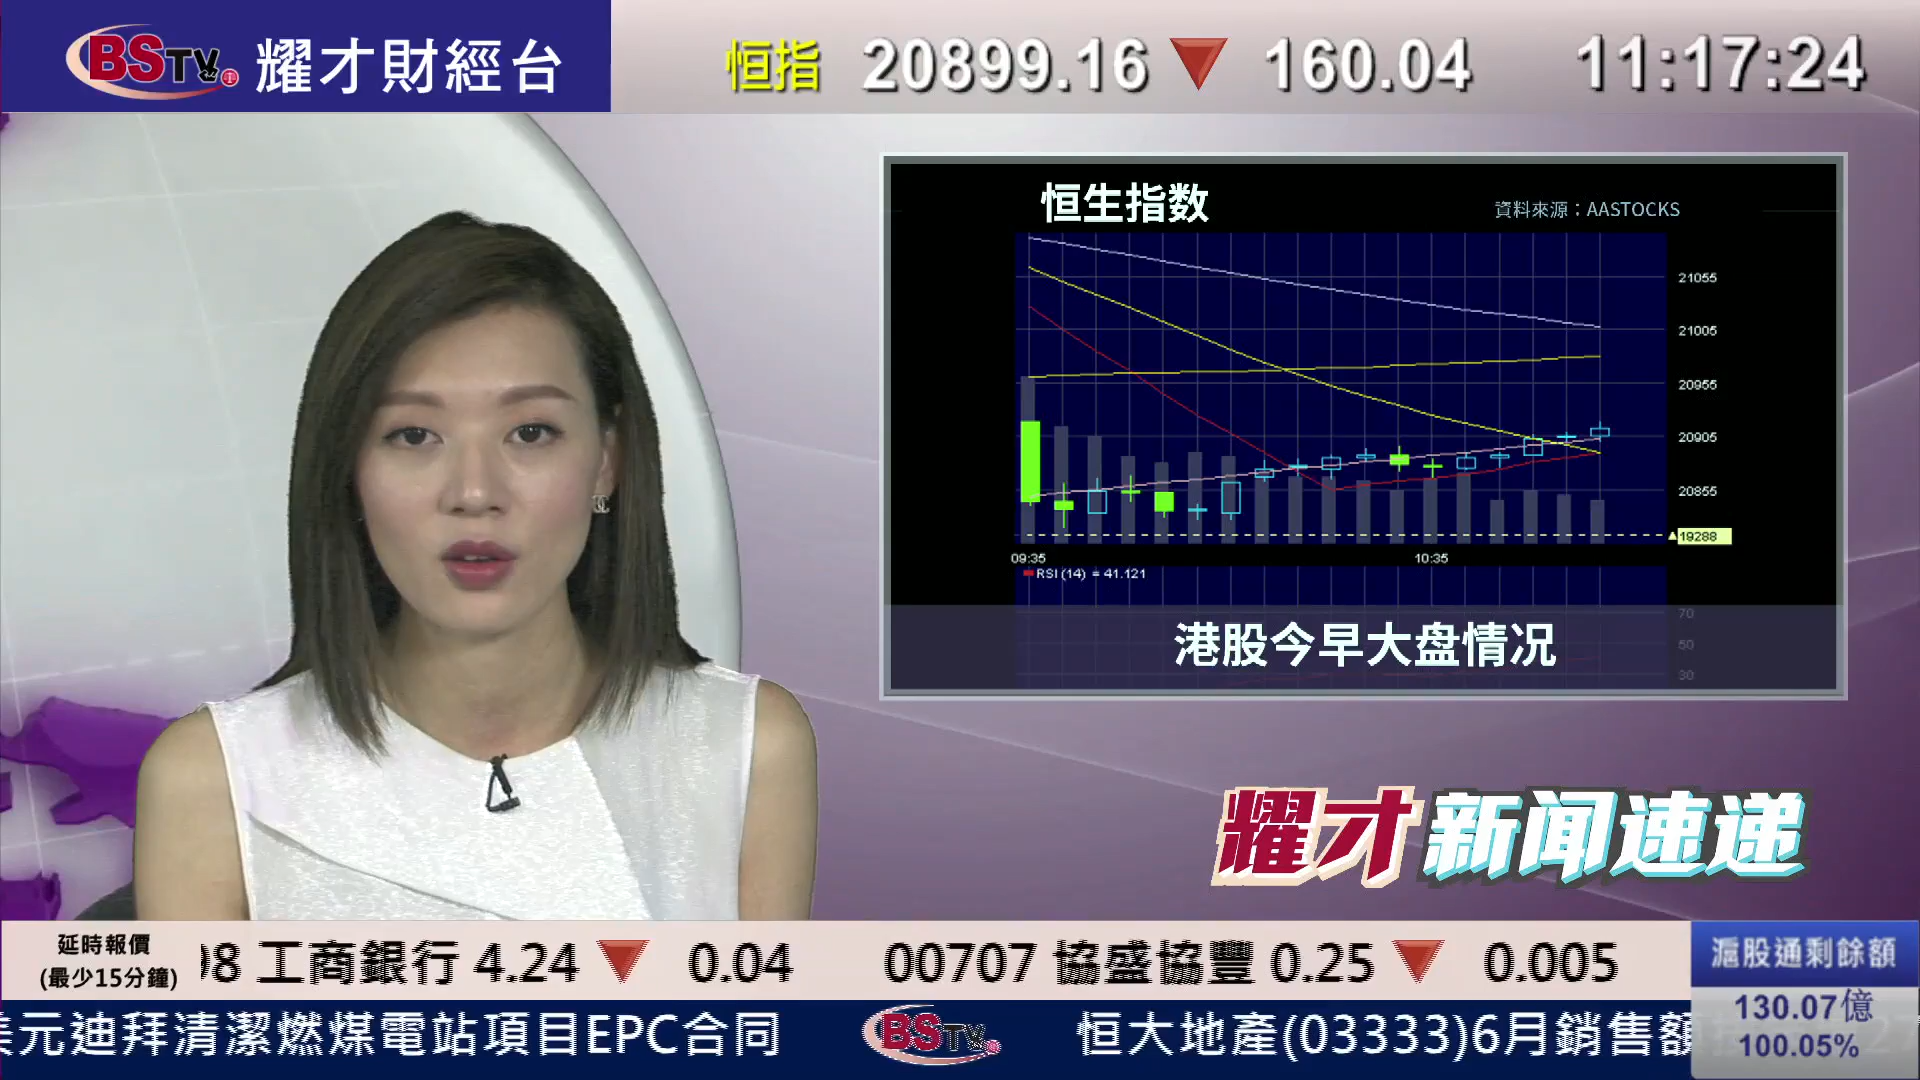 BSTV 耀才財經台
恒指 20899.16 ▼ 160.04 11:17:24
恒生指数
資料來源：AASTOCKS
21055
21005
20955
20905
20855
19288
09:35 10:35
RSI (14) = 41.121
70
50
30
港股今早大盘情况
耀才新闻速递
延時報價
(最少15分鐘)
98 工商銀行 4.24 ▼ 0.04 00707 協盛協豐 0.25 ▼ 0.005
滬股通剩餘額
130.07億
100.05%
美元迪拜清潔燃煤電站項目EPC合同 BSTV 恒大地產(03333)6月銷售額